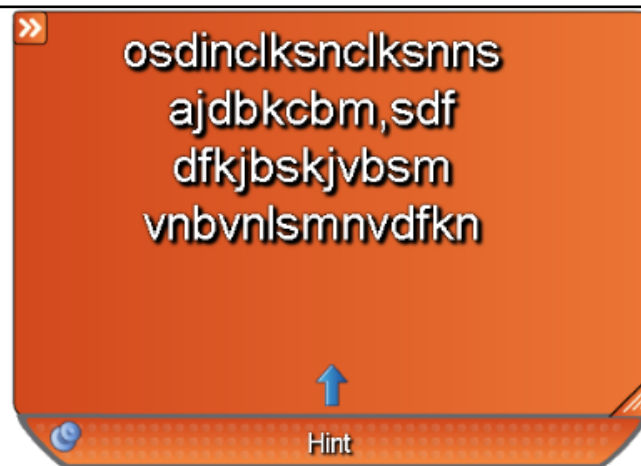 osdinclksnclksnns
ajdbkcbm,sdf
dfkjbskjvbsm
vnbvnlsmnvdfkn
Hint